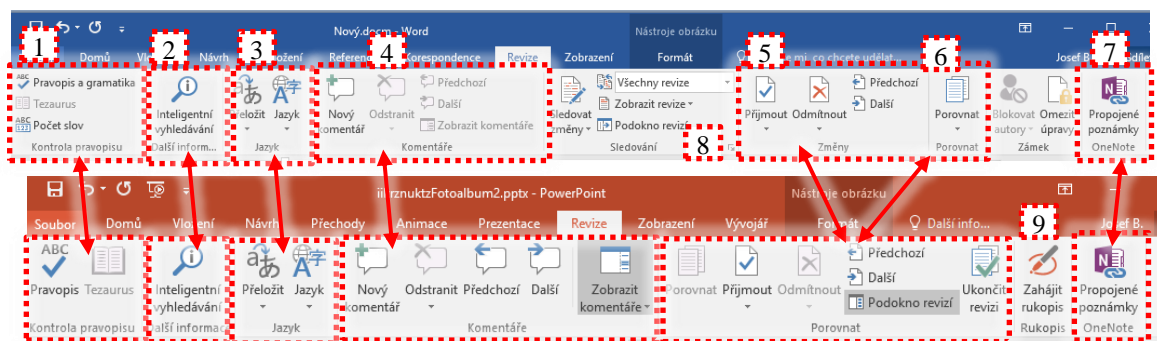 Nový.docm - Word
Nástroje obrázku
1
2
3
4
5
6
7
Domů
Návrh
Korespondence
Revize
Zobrazení
Formát
mi, co chcete udělat...
Josef B
ABC Pravopis a gramatika
Tezaurus
ABC 123 Počet slov
Kontrola pravopisu
Inteligentní vyhledávání
Další inform...
Přeložit
Jazyk
Jazyk
Nový komentář
Odstranit
Předchozí
Další
Zobrazit komentáře
Komentáře
Sledovat změny
Všechny revize
Zobrazit revize
Podokno revizí
Sledování
8
Přijmout
Odmítnout
Předchozí
Další
Změny
Porovnat
Porovnat
Blokovat autory
Omezit úpravy
Zámek
N
Propojené poznámky
OneNote
Fotoalbum2.pptx - PowerPoint
Nástroje obrázku
9
Soubor
Domů
Vložení
Návrh
Přechody
Animace
Prezentace
Revize
Zobrazení
Vývojář
Formát
Další info...
Josef B.
ABC
Pravopis
Tezaurus
Kontrola pravopisu
Inteligentní vyhledávání
Další informac
Přeložit
Jazyk
Jazyk
Nový komentář
Odstranit
Předchozí
Další
Zobrazit komentáře
Komentáře
Porovnat
Přijmout
Odmítnout
Předchozí
Další
Podokno revizí
Ukončit revizi
Porovnat
Zahájit rukopis
Rukopis
N
Propojené poznámky
OneNote